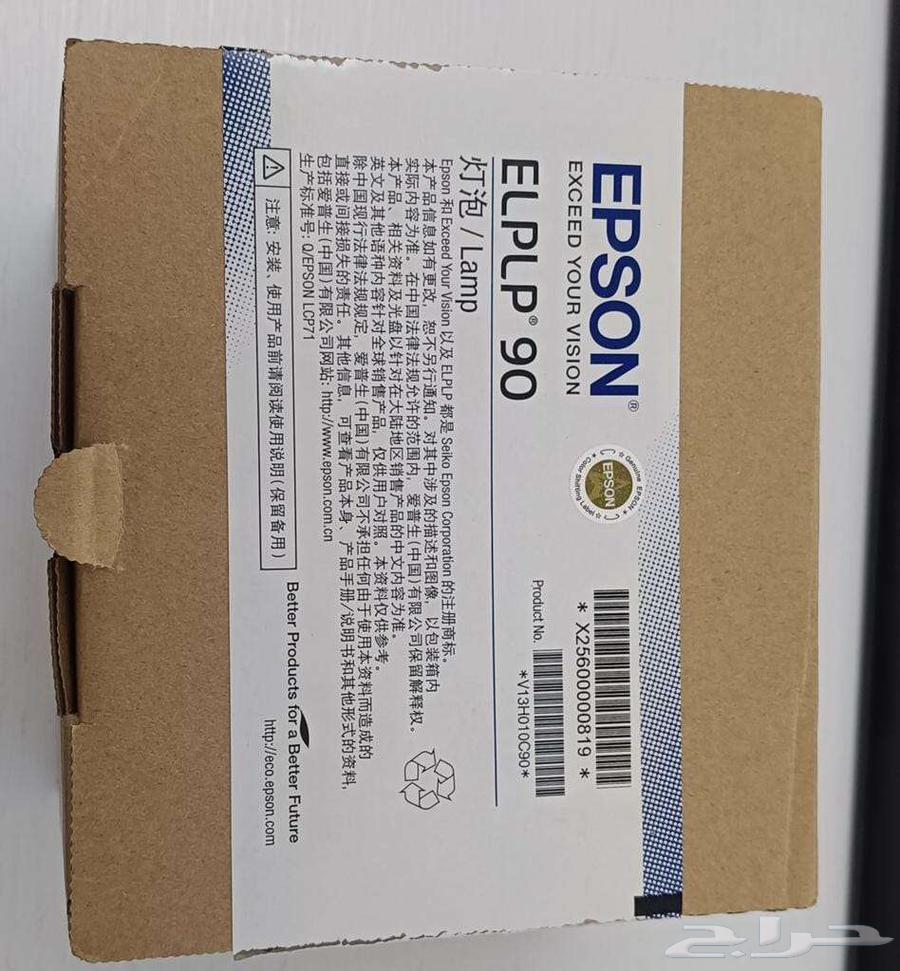 EPSON®
EXCEED YOUR VISION
Genuine EPSON
EPSON
Color Shifting Label
* X25600000819 *
ELPLP® 90
Product No.
*V13H010C90*
灯泡 / Lamp
Epson 和 Exceed Your Vision 以及 ELPLP 都是 Seiko Epson Corporation 的注册商标。
本产品信息如有更改，恕不另行通知。对其中涉及的描述和图像，以包装箱内
实际内容为准。在中国法律法规允许的范围内，爱普生(中国)有限公司保留解释权。
本产品、相关资料及光盘以针对在大陆地区销售产品的中文内容为准。
英文及其他语种内容针对全球销售产品，仅供用户对照。本资料仅供参考。
除中国现行法律法规规定，爱普生(中国)有限公司不承担任何由于使用本资料而造成的
直接或间接损失的责任。其他信息，可查看产品本身，产品手册/说明书和其他形式的资料，
包括爱普生(中国)有限公司网站: http://www.epson.com.cn
生产标准号: Q/EPSON LCP71
注意: 安装、使用产品前请阅读使用说明(保留备用)
Better Products for a Better Future
http://eco.epson.com
حراج